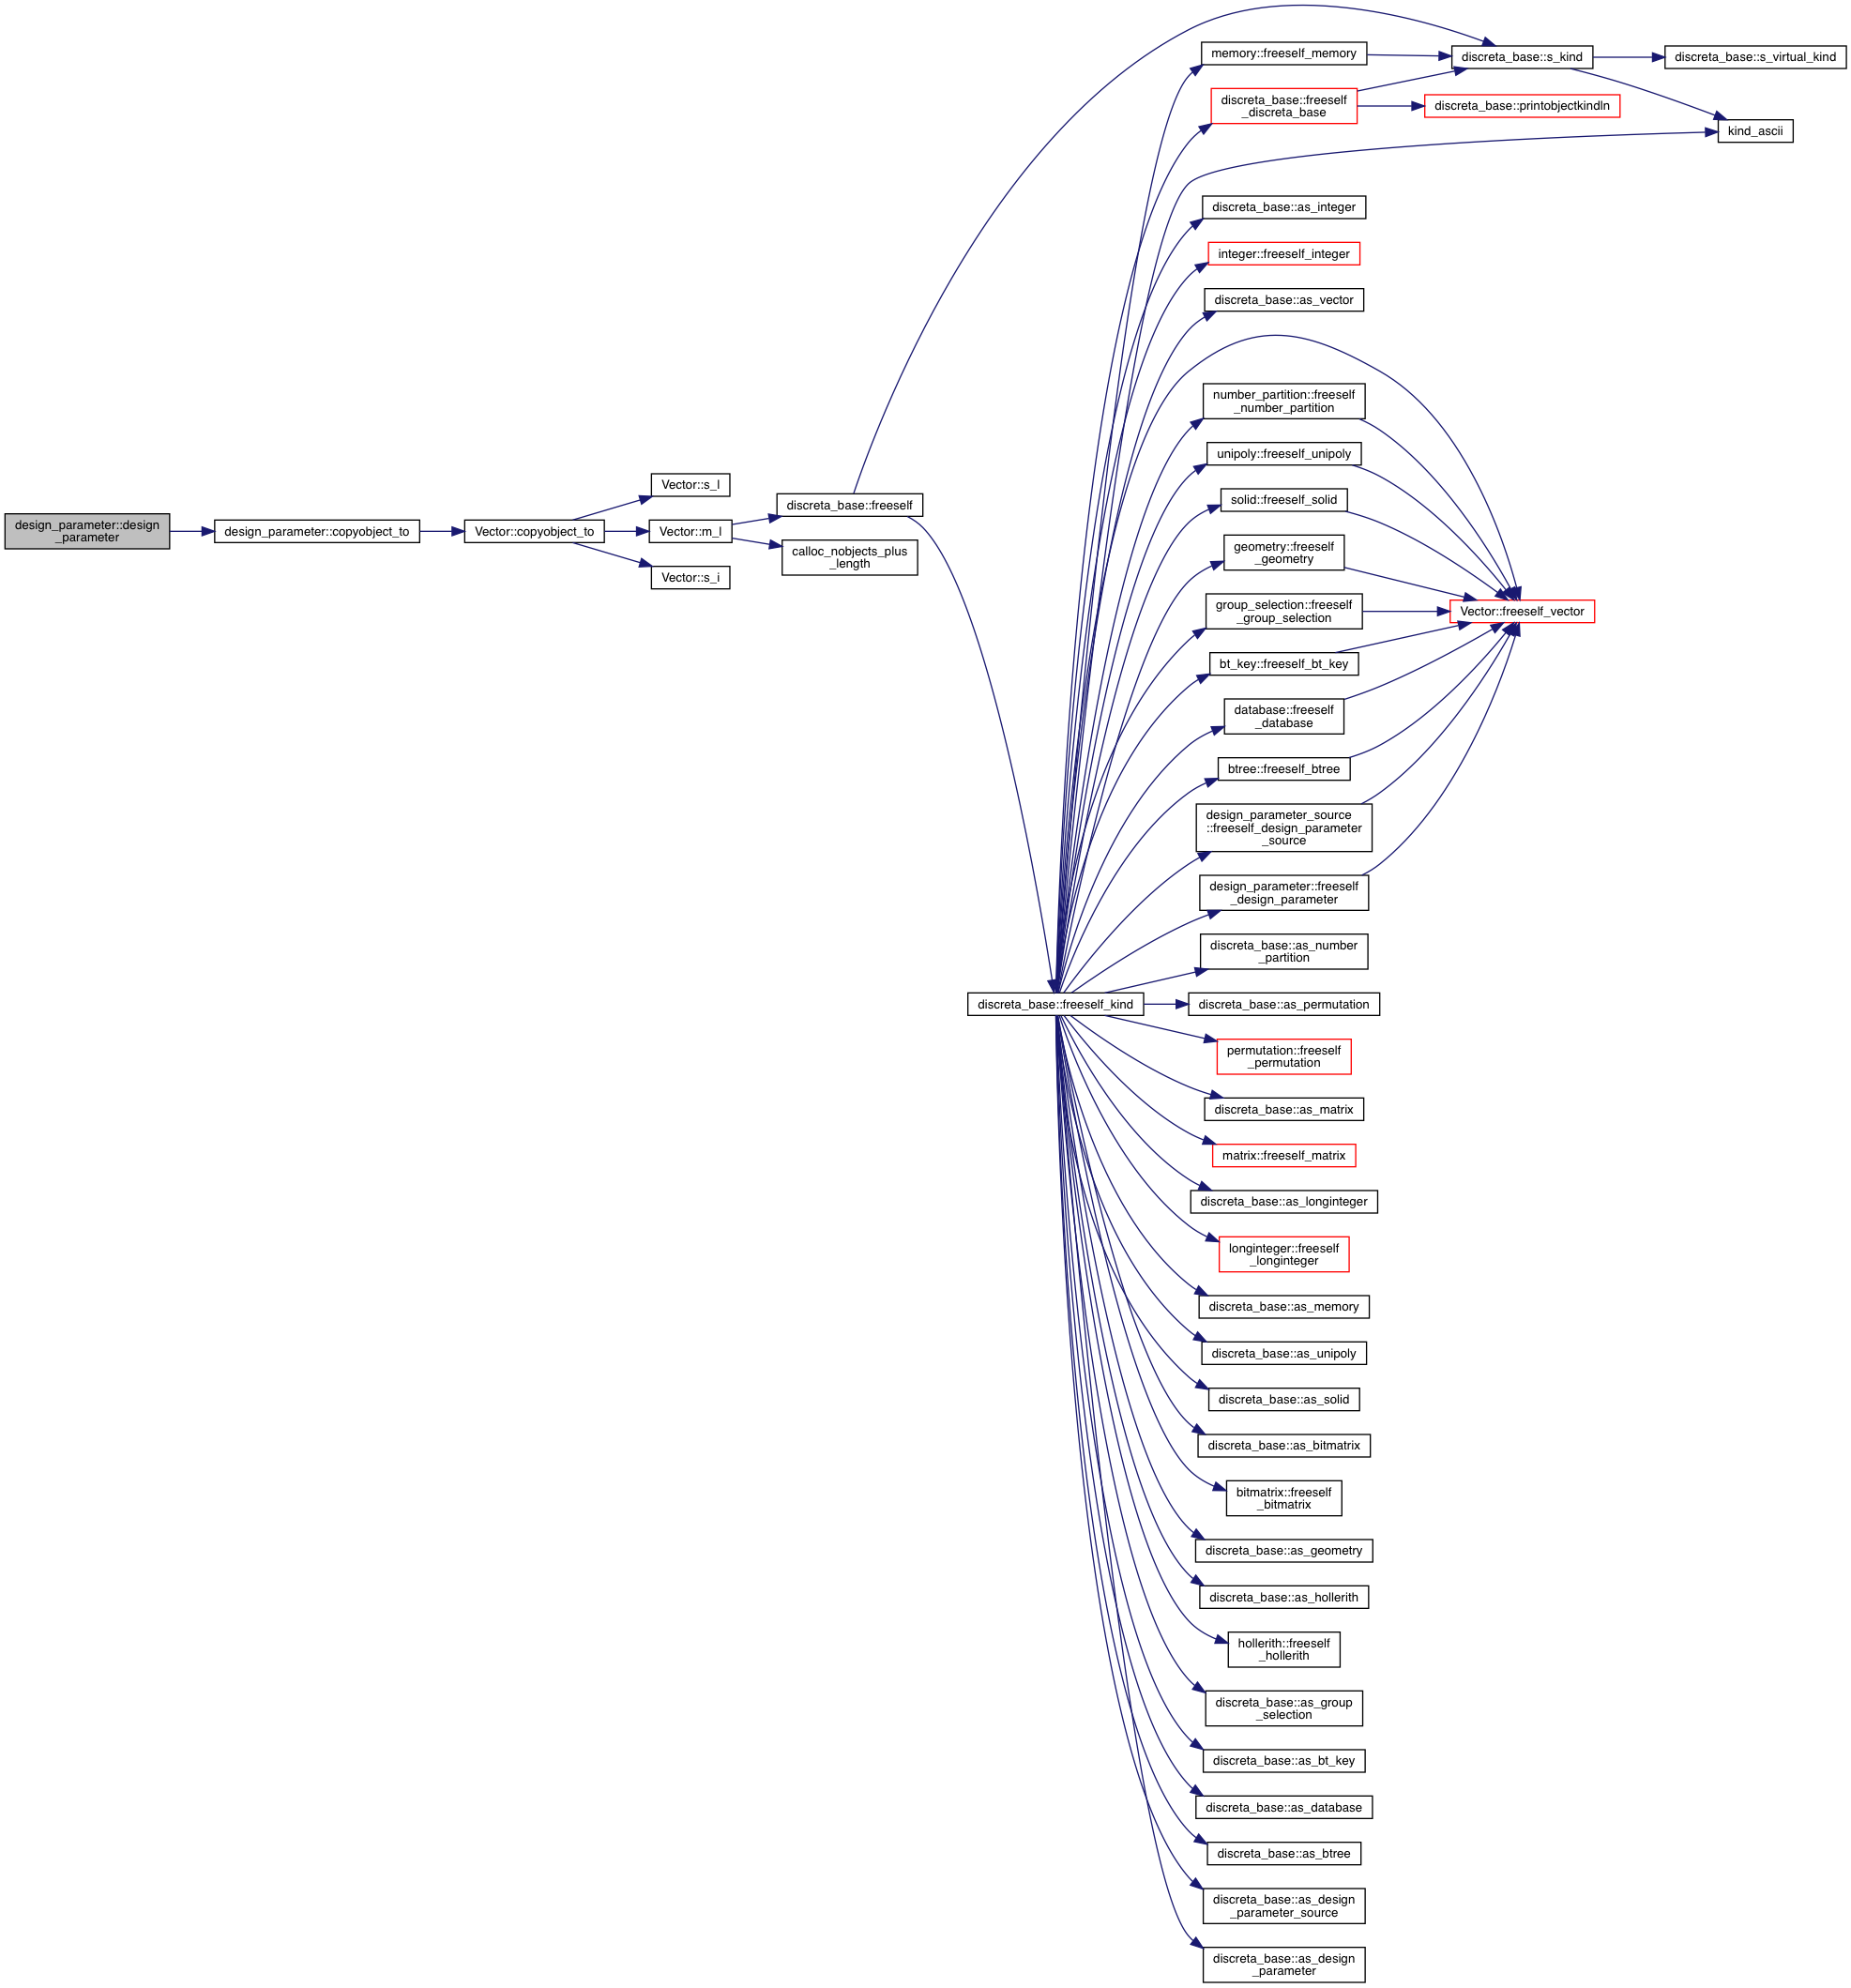 design_parameter::design
_parameter
design_parameter::copyobject_to
Vector::copyobject_to
Vector::s_l
Vector::m_l
Vector::s_i
discreta_base::freeself
calloc_nobjects_plus
_length
discreta_base::freeself_kind
memory::freeself_memory
discreta_base::freeself
_discreta_base
discreta_base::s_kind
discreta_base::s_virtual_kind
discreta_base::printobjectkindln
kind_ascii
discreta_base::as_integer
integer::freeself_integer
discreta_base::as_vector
number_partition::freeself
_number_partition
unipoly::freeself_unipoly
solid::freeself_solid
geometry::freeself
_geometry
group_selection::freeself
_group_selection
Vector::freeself_vector
bt_key::freeself_bt_key
database::freeself
_database
btree::freeself_btree
design_parameter_source
::freeself_design_parameter
_source
design_parameter::freeself
_design_parameter
discreta_base::as_number
_partition
discreta_base::as_permutation
permutation::freeself
_permutation
discreta_base::as_matrix
matrix::freeself_matrix
discreta_base::as_longinteger
longinteger::freeself
_longinteger
discreta_base::as_memory
discreta_base::as_unipoly
discreta_base::as_solid
discreta_base::as_bitmatrix
bitmatrix::freeself
_bitmatrix
discreta_base::as_geometry
discreta_base::as_hollerith
hollerith::freeself
_hollerith
discreta_base::as_group
_selection
discreta_base::as_bt_key
discreta_base::as_database
discreta_base::as_btree
discreta_base::as_design
_parameter_source
discreta_base::as_design
_parameter